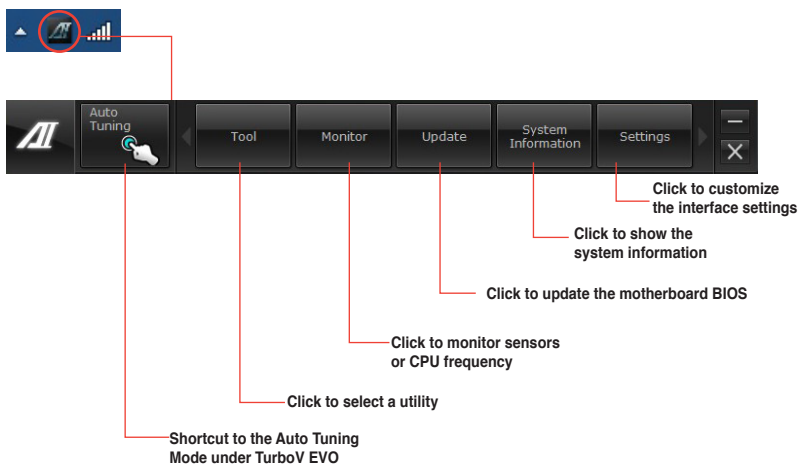 Auto
Tuning
Tool
Monitor
Update
System
Information
Settings
Click to customize
the interface settings
Click to show the
system information
Click to update the motherboard BIOS
Click to monitor sensors
or CPU frequency
Click to select a utility
Shortcut to the Auto Tuning
Mode under TurboV EVO